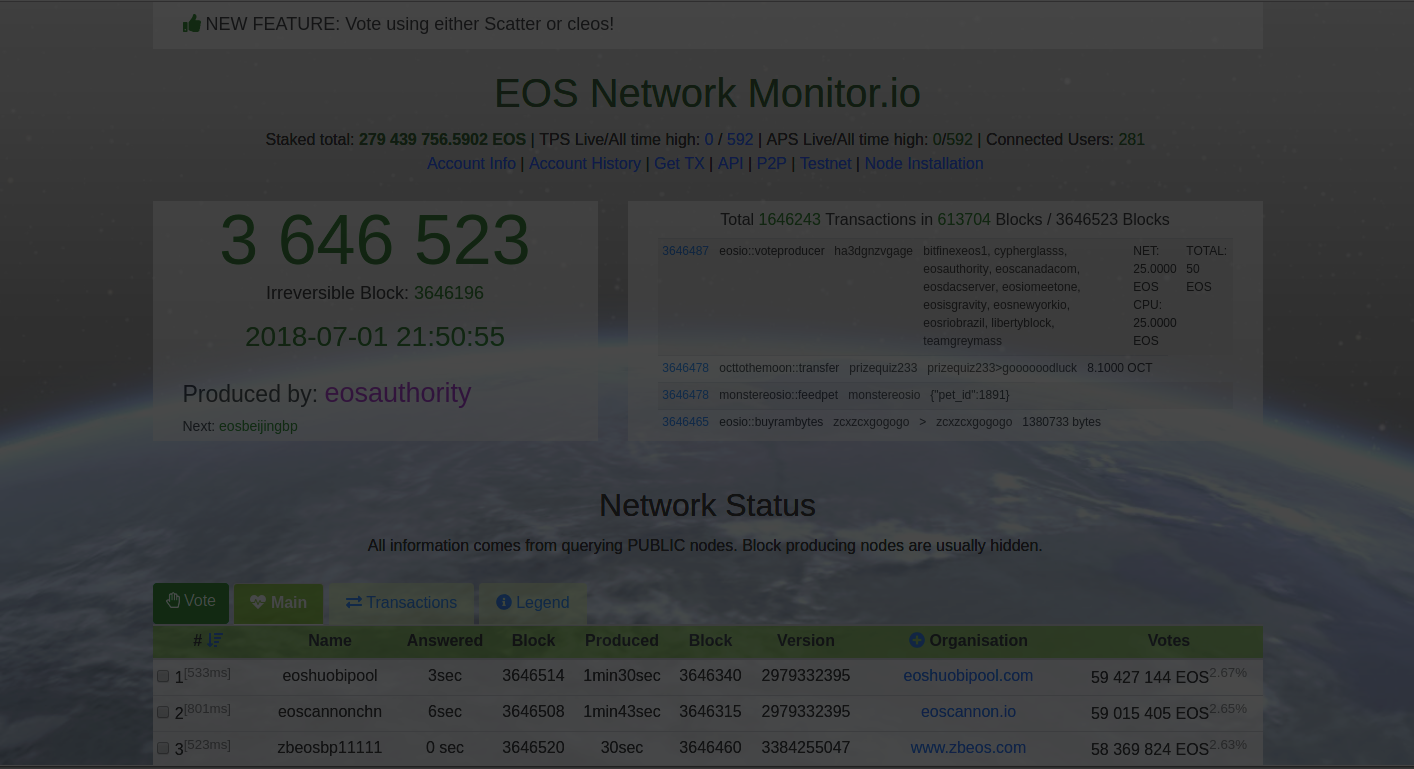 NEW FEATURE: Vote using either Scatter or cleos!
EOS Network Monitor.io
Staked total: 279 439 756.5902 EOS | TPS Live/All time high: 0 / 592 | APS Live/All time high: 0/592 | Connected Users: 281
Account Info | Account History | Get TX | API | P2P | Testnet | Node Installation
3 646 523
Irreversible Block: 3646196
2018-07-01 21:50:55
Produced by: eosauthority
Next: eosbeijingbp
Total 1646243 Transactions in 613704 Blocks / 3646523 Blocks
3646487 eosio::voteproducer ha3dgnzvgage bitfinexeos1, cypherglasss, NET: TOTAL:
eosauthority, eoscanadacom, 25.0000 50
eosdacserver, eosiomeetone, EOS EOS
eosisgravity, eosnewyorkio, CPU:
eosriobrazil, libertyblock, 25.0000
teamgreymass EOS
3646478 octtothemoon::transfer prizequiz233 prizequiz233>goooooodluck 8.1000 OCT
3646478 monstereosio::feedpet monstereosio {"pet_id":1891}
3646465 eosio::buyrambytes zcxzcxgogogo > zcxzcxgogogo 1380733 bytes
Network Status
All information comes from querying PUBLIC nodes. Block producing nodes are usually hidden.
Vote Main Transactions Legend
# Name Answered Block Produced Block Version Organisation Votes
1[533ms] eoshuobipool 3sec 3646514 1min30sec 3646340 2979332395 eoshuobipool.com 59 427 144 EOS2.67%
2[801ms] eoscannonchn 6sec 3646508 1min43sec 3646315 2979332395 eoscannon.io 59 015 405 EOS2.65%
3[523ms] zbeosbp11111 0 sec 3646520 30sec 3646460 3384255047 www.zbeos.com 58 369 824 EOS2.63%